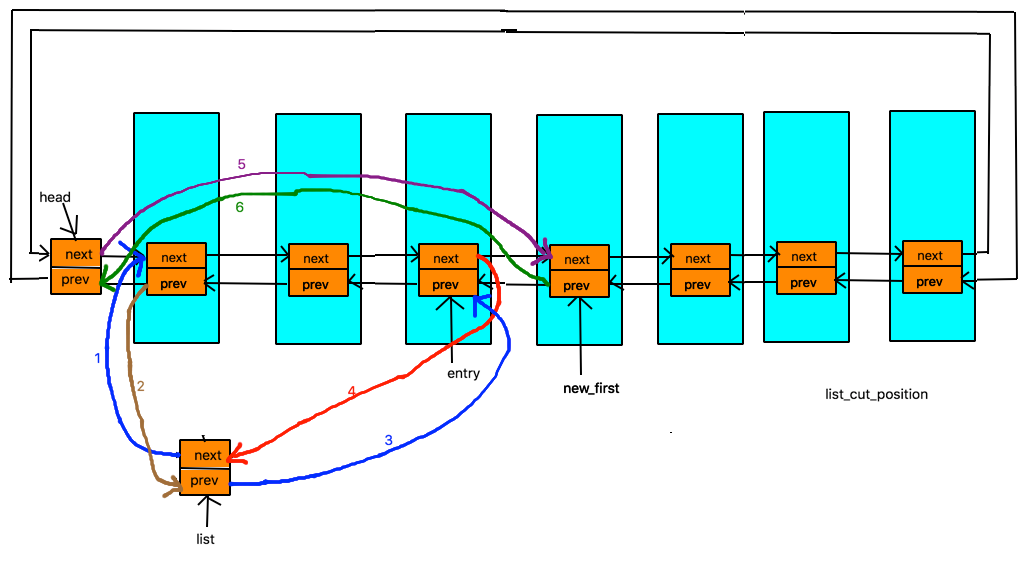 5
6
head
next
prev
next
prev
next
prev
next
prev
next
prev
next
prev
next
prev
next
prev
1
2
4
3
entry
new_first
list_cut_position
next
prev
list